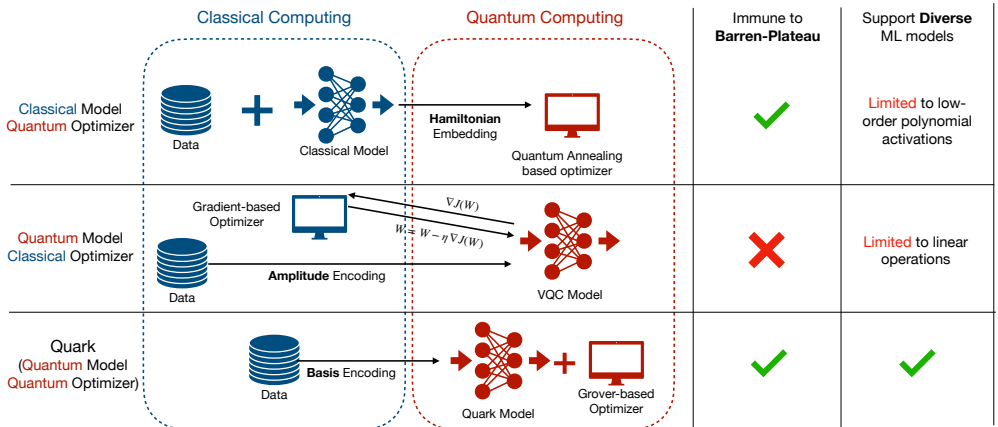 Classical Computing
Quantum Computing
Immune to
Barren-Plateau
Support Diverse
ML models
Classical Model
Quantum Optimizer
Data
Classical Model
Hamiltonian
Embedding
Quantum Annealing
based optimizer
Limited to low-
order polynomial
activations
Quantum Model
Classical Optimizer
Gradient-based
Optimizer
∇J(W)
W = W − η ∇J(W)
Data
Amplitude Encoding
VQC Model
Limited to linear
operations
Quark
(Quantum Model
Quantum Optimizer)
Data
Basis Encoding
Quark Model
Grover-based
Optimizer